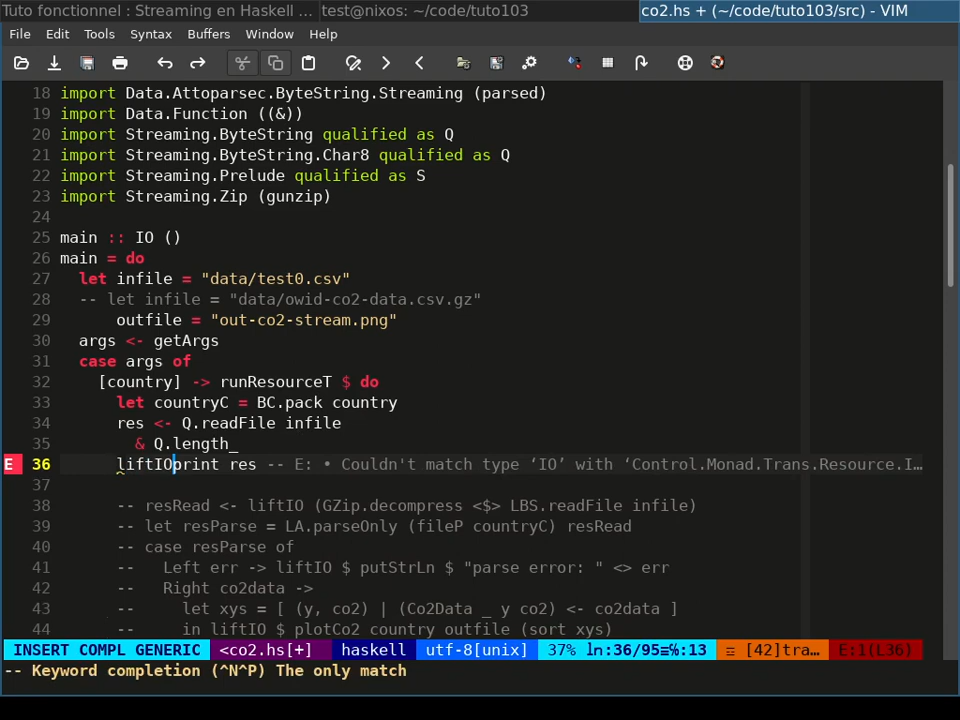 Tuto fonctionnel : Streaming en Haskell ... test@nixos: ~/code/tuto103 co2.hs + (~/code/tuto103/src) - VIM
File Edit Tools Syntax Buffers Window Help
18 import Data.Attoparsec.ByteString.Streaming (parsed)
19 import Data.Function ((&))
20 import Streaming.ByteString qualified as Q
21 import Streaming.ByteString.Char8 qualified as Q
22 import Streaming.Prelude qualified as S
23 import Streaming.Zip (gunzip)
24
25 main :: IO ()
26 main = do
27 let infile = "data/test0.csv"
28 -- let infile = "data/owid-co2-data.csv.gz"
29 outfile = "out-co2-stream.png"
30 args <- getArgs
31 case args of
32 [country] -> runResourceT $ do
33 let countryC = BC.pack country
34 res <- Q.readFile infile
35 & Q.length_
E 36 liftIOprint res -- E: • Couldn't match type ‘IO’ with ‘Control.Monad.Trans.Resource.I…
37
38 -- resRead <- liftIO (GZip.decompress <$> LBS.readFile infile)
39 -- let resParse = LA.parseOnly (fileP countryC) resRead
40 -- case resParse of
41 -- Left err -> liftIO $ putStrLn $ "parse error: " <> err
42 -- Right co2data ->
43 -- let xys = [ (y, co2) | (Co2Data _ y co2) <- co2data ]
44 -- in liftIO $ plotCo2 country outfile (sort xys)
INSERT COMPL GENERIC <co2.hs[+] haskell utf-8[unix] 37% ln:36/95≡℅:13 ☲ [42]tra… E:1(L36)
-- Keyword completion (^N^P) The only match